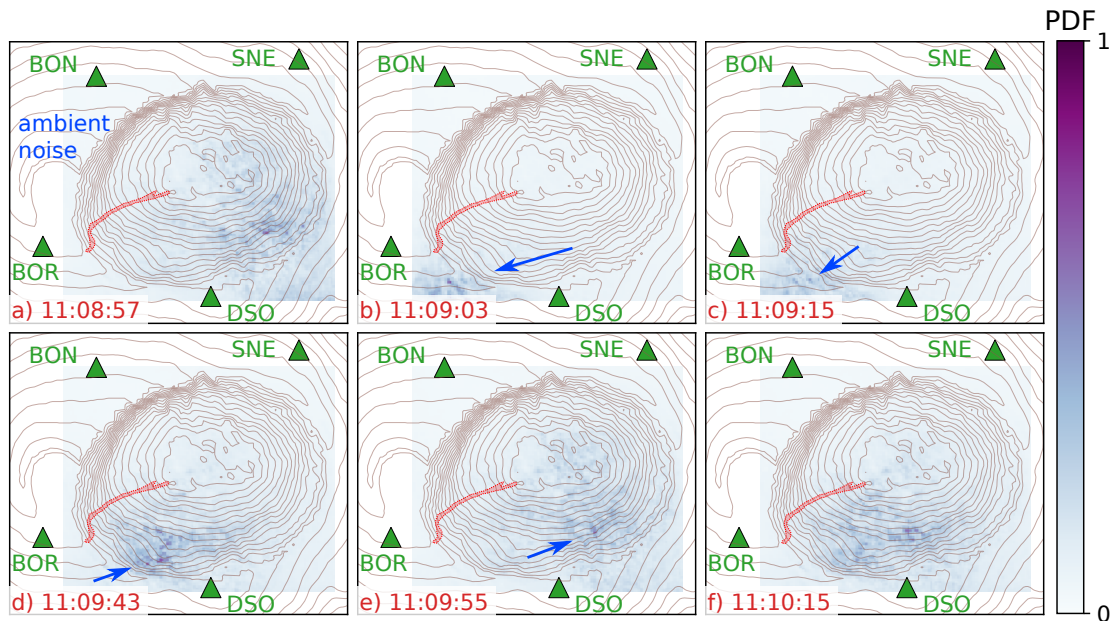 PDF
1
BON
SNE
ambient
noise
BOR
DSO
a) 11:08:57
BON
SNE
BOR
DSO
b) 11:09:03
BON
SNE
BOR
DSO
c) 11:09:15
BON
SNE
BOR
DSO
d) 11:09:43
BON
SNE
BOR
DSO
e) 11:09:55
BON
SNE
BOR
DSO
f) 11:10:15
0